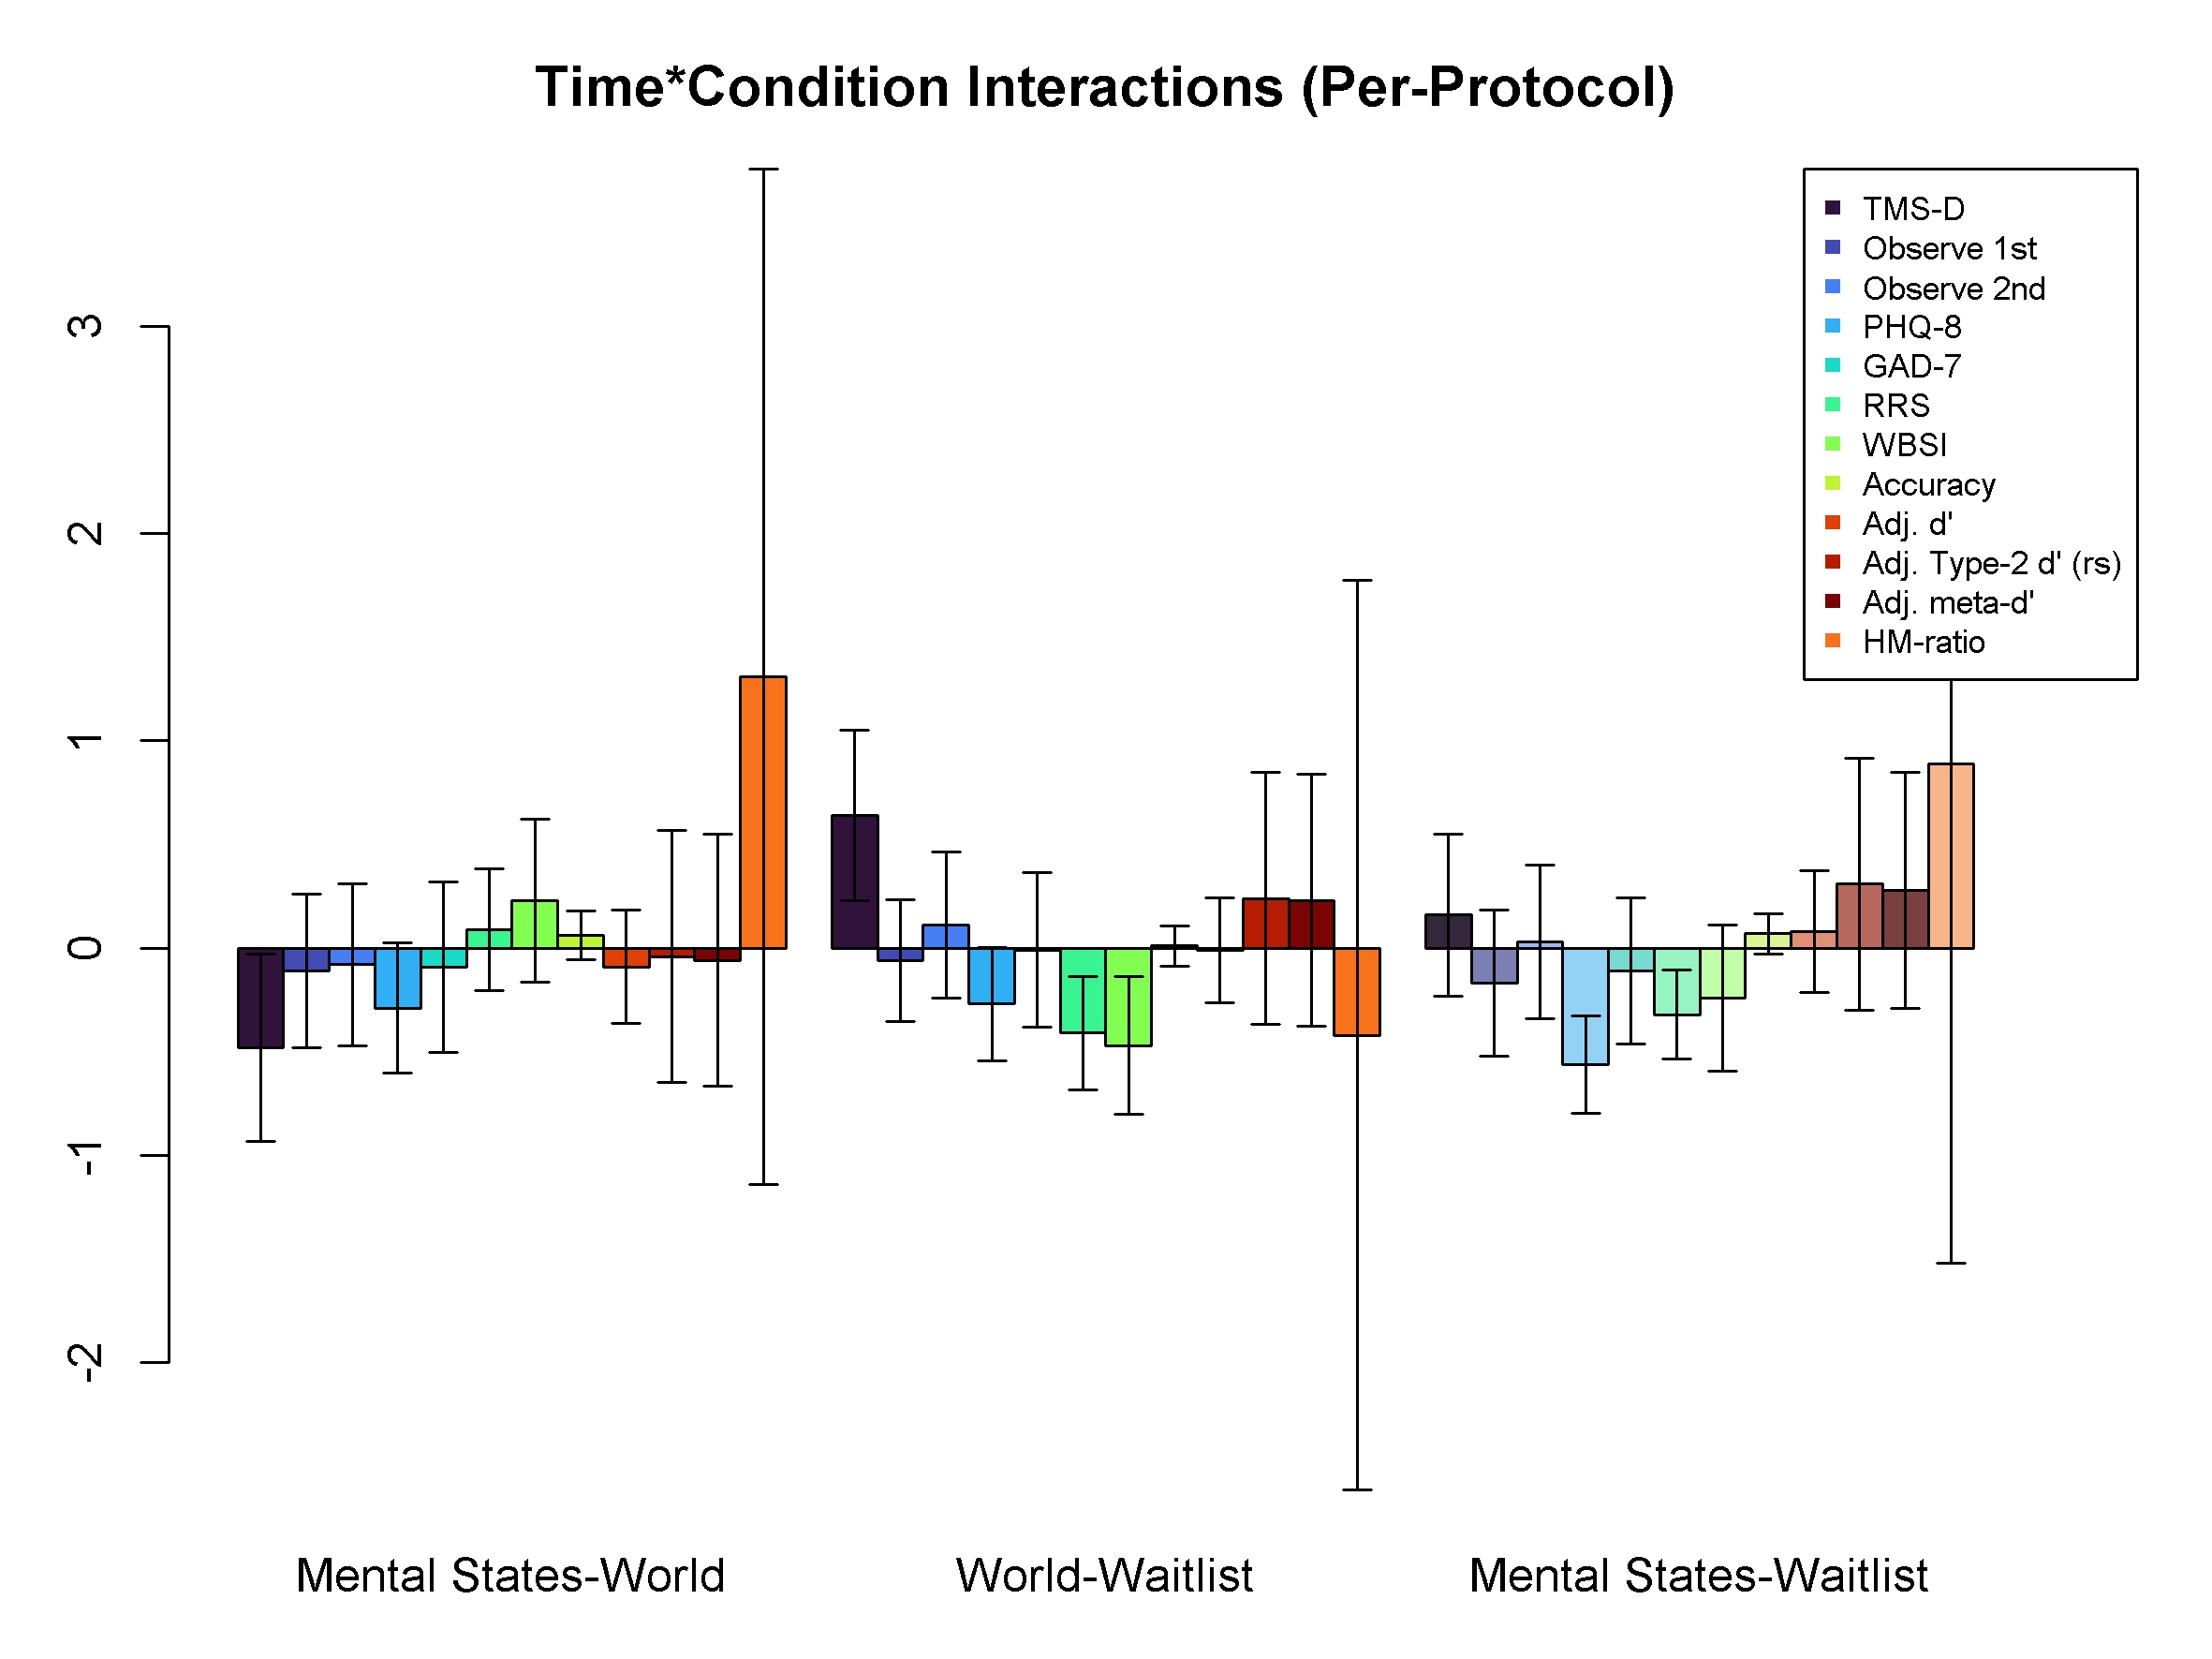 Time*Condition Interactions (Per-Protocol)
3
2
1
0
-1
-2
TMS-D
Observe 1st
Observe 2nd
PHQ-8
GAD-7
RRS
WBSI
Accuracy
Adj. d'
Adj. Type-2 d' (rs)
Adj. meta-d'
HM-ratio
Mental States-World
World-Waitlist
Mental States-Waitlist